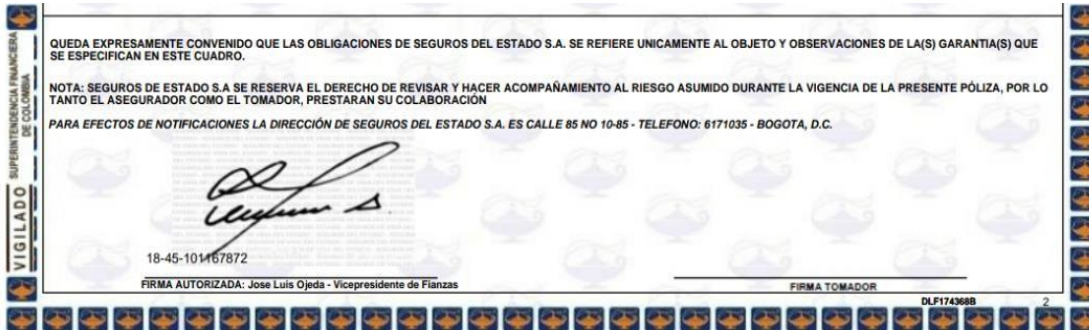 QUEDA EXPRESAMENTE CONVENIDO QUE LAS OBLIGACIONES DE SEGUROS DEL ESTADO S.A. SE REFIERE UNICAMENTE AL OBJETO Y OBSERVACIONES DE LA(S) GARANTIA(S) QUE
SE ESPECIFICAN EN ESTE CUADRO.
NOTA: SEGUROS DE ESTADO S.A SE RESERVA EL DERECHO DE REVISAR Y HACER ACOMPAÑAMIENTO AL RIESGO ASUMIDO DURANTE LA VIGENCIA DE LA PRESENTE PÓLIZA, POR LO
TANTO EL ASEGURADOR COMO EL TOMADOR, PRESTARAN SU COLABORACIÓN
PARA EFECTOS DE NOTIFICACIONES LA DIRECCIÓN DE SEGUROS DEL ESTADO S.A. ES CALLE 85 NO 10-85 - TELEFONO: 6171035 - BOGOTA, D.C.
18-45-101167872
FIRMA AUTORIZADA: Jose Luis Ojeda - Vicepresidente de Fianzas
FIRMA TOMADOR
DLF174368B
2
VIGILADO
SUPERINTENDENCIA FINANCIERA
DE COLOMBIA